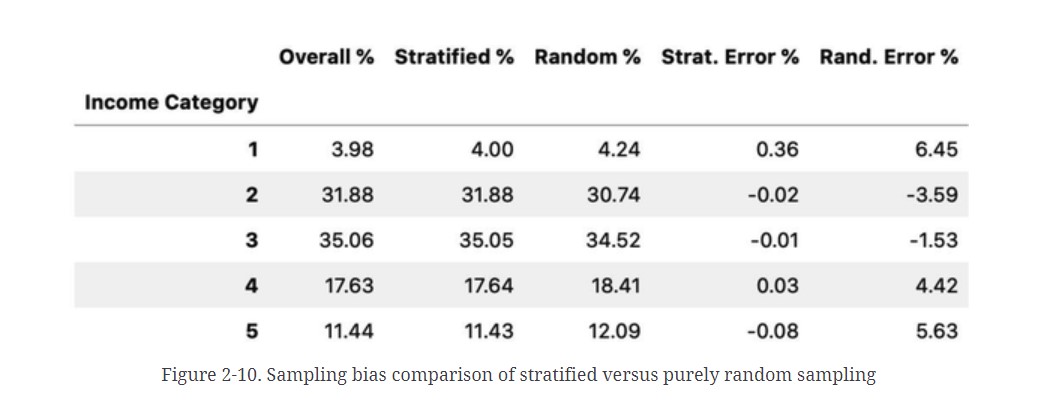 Overall % Stratified % Random % Strat. Error % Rand. Error %
Income Category
1 3.98 4.00 4.24 0.36 6.45
2 31.88 31.88 30.74 -0.02 -3.59
3 35.06 35.05 34.52 -0.01 -1.53
4 17.63 17.64 18.41 0.03 4.42
5 11.44 11.43 12.09 -0.08 5.63
Figure 2-10. Sampling bias comparison of stratified versus purely random sampling